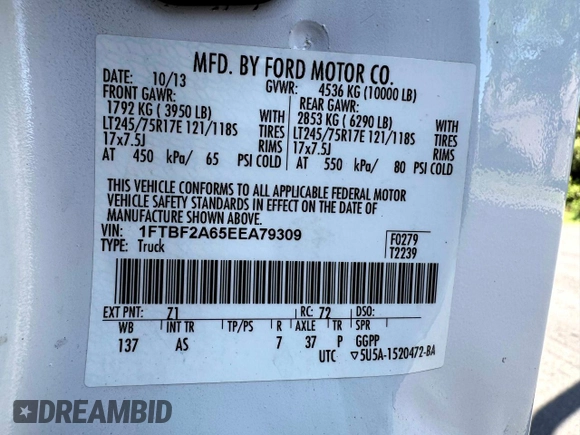 MFD. BY FORD MOTOR CO.
DATE: 10/13 GVWR: 4536 KG (10000 LB)
FRONT GAWR: REAR GAWR:
1792 KG ( 3950 LB) WITH 2853 KG ( 6290 LB) WITH
LT245/75R17E 121/118S TIRES LT245/75R17E 121/118S TIRES
17x7.5J RIMS 17x7.5J RIMS
AT 450 kPa/ 65 PSI COLD AT 550 kPa/ 80 PSI COLD
THIS VEHICLE CONFORMS TO ALL APPLICABLE FEDERAL MOTOR
VEHICLE SAFETY STANDARDS IN EFFECT ON THE DATE OF
MANUFACTURE SHOWN ABOVE.
VIN: 1FTBF2A65EEA79309 F0279
TYPE: Truck T2239
EXT PNT: Z1 RC: 72 DSO:
WB INT TR TP/PS R AXLE TR SPR
137 AS 7 37 P GGPP
UTC ▽5U5A-1520472-BA
DREAMBID